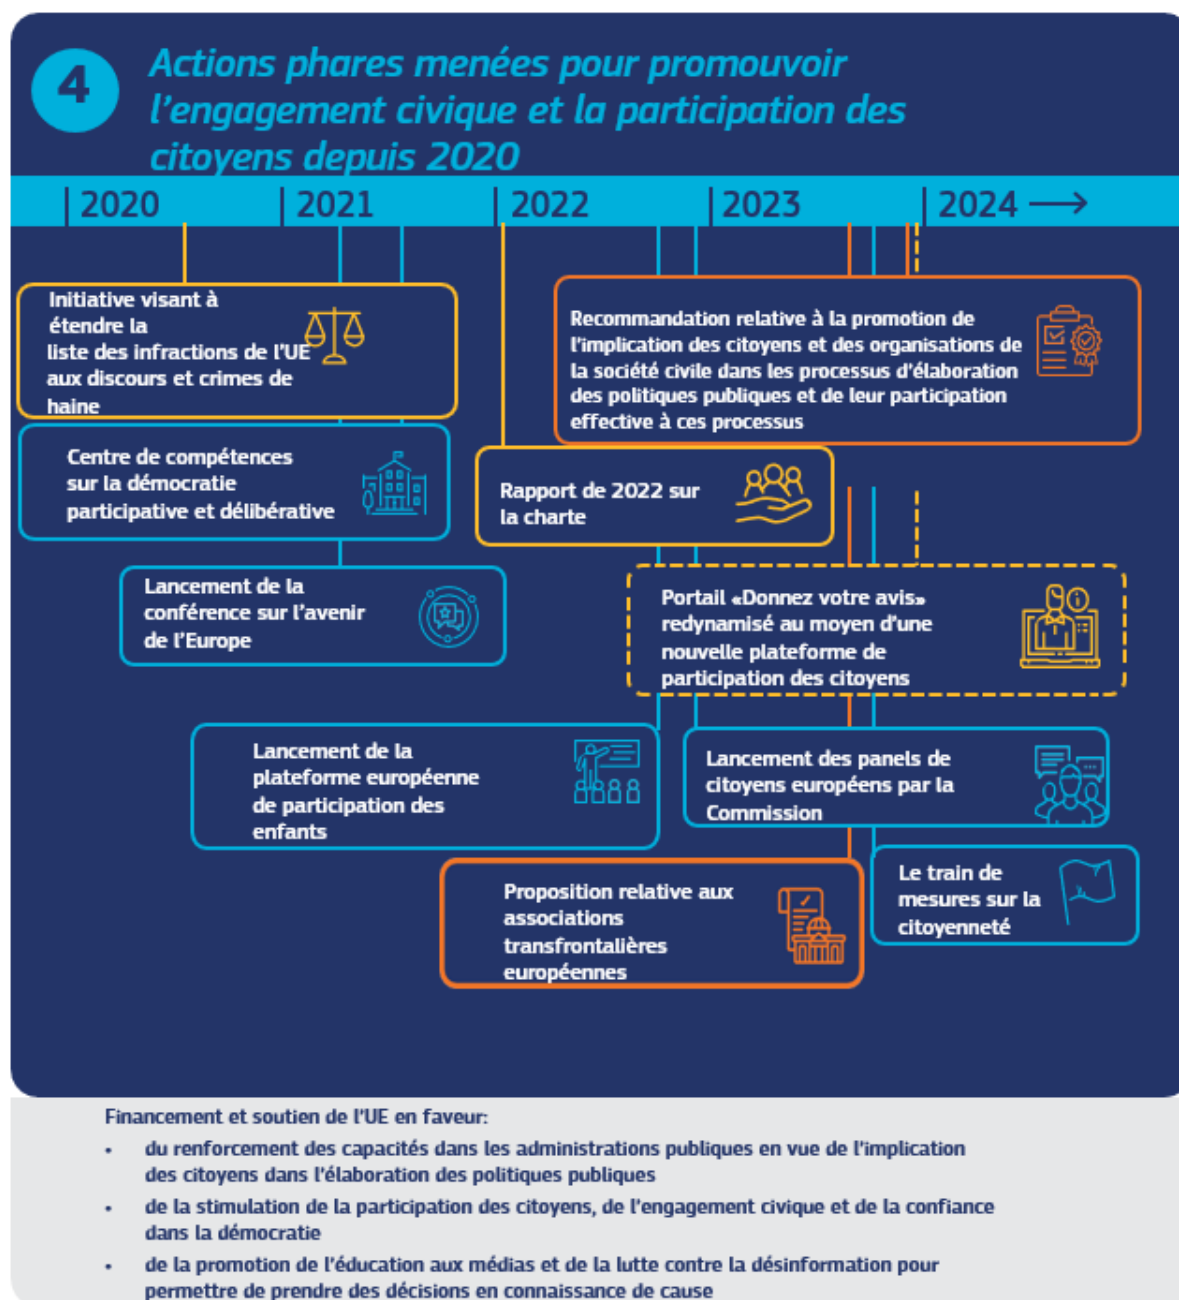 4
Actions phares menées pour promouvoir
l'engagement civique et la participation des
citoyens depuis 2020
2020
2021
2022
2023
2024
Initiative visant à
étendre la
liste des infractions de l'UE
aux discours et crimes de
haine
Recommandation relative à la promotion de
l'implication des citoyens et des organisations de
la société civile dans les processus d'élaboration
des politiques publiques et de leur participation
effective à ces processus
Centre de compétences
sur la démocratie
participative et délibérative
Rapport de 2022 sur
la charte
Lancement de la
conférence sur l'avenir
de l'Europe
Portail «Donnez votre avis»
redynamisé au moyen d'une
nouvelle plateforme de
participation des citoyens
Lancement de la
plateforme européenne
de participation des
enfants
Lancement des panels de
citoyens européens par la
Commission
Proposition relative aux
associations
transfrontalières
européennes
Le train de
mesures sur la
citoyenneté
Financement et soutien de l'UE en faveur:
• du renforcement des capacités dans les administrations publiques en vue de l'implication
des citoyens dans l'élaboration des politiques publiques
• de la stimulation de la participation des citoyens, de l'engagement civique et de la confiance
dans la démocratie
• de la promotion de l'éducation aux médias et de la lutte contre la désinformation pour
permettre de prendre des décisions en connaissance de cause